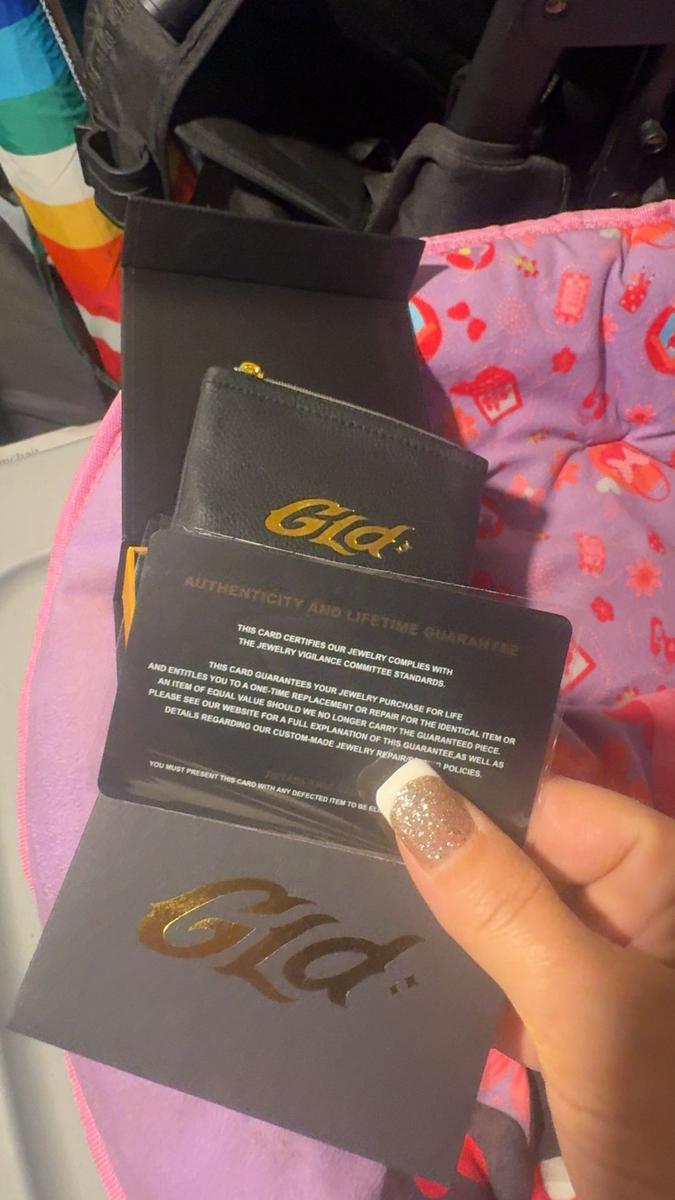 GLd:
AUTHENTICITY AND LIFETIME GUARANTEE
THIS CARD CERTIFIES OUR JEWELRY COMPLIES WITH
THE JEWELRY VIGILANCE COMMITTEE STANDARDS.
THIS CARD GUARANTEES YOUR JEWELRY PURCHASE FOR LIFE
AND ENTITLES YOU TO A ONE-TIME REPLACEMENT OR REPAIR FOR THE IDENTICAL ITEM OR
AN ITEM OF EQUAL VALUE SHOULD WE NO LONGER CARRY THE GUARANTEED PIECE.
PLEASE SEE OUR WEBSITE FOR A FULL EXPLANATION OF THIS GUARANTEE,AS WELL AS
DETAILS REGARDING OUR CUSTOM-MADE JEWELRY REPAIR/ POLICIES.
YOU MUST PRESENT THIS CARD WITH ANY DEFECTED ITEM TO BE
GLd: